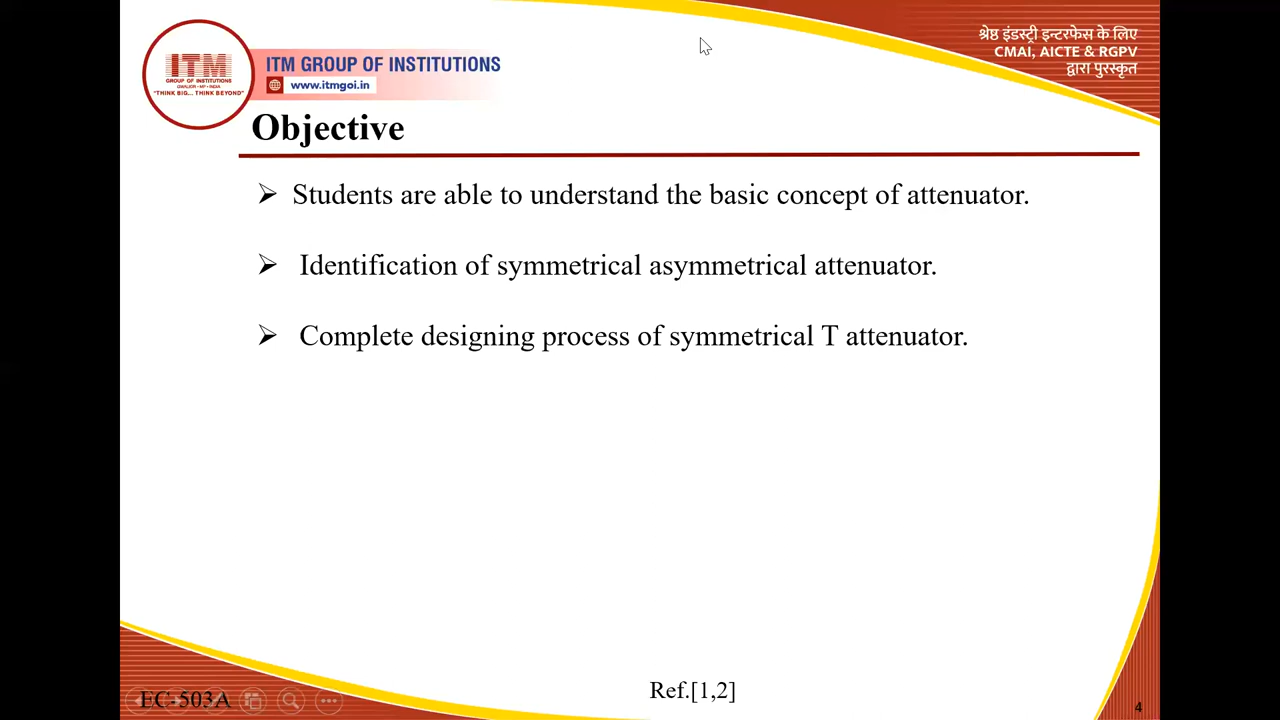 श्रेष्ठ इंडस्ट्री इन्टरफेस के लिए
CMAI, AICTE & RGPV
द्वारा पुरस्कृत
ITM
GROUP OF INSTITUTIONS
GWALIOR • MP • INDIA
"THINK BIG... THINK BEYOND"
ITM GROUP OF INSTITUTIONS
www.itmgoi.in
Objective
➢ Students are able to understand the basic concept of attenuator.
➢ Identification of symmetrical asymmetrical attenuator.
➢ Complete designing process of symmetrical T attenuator.
EC-503A
Ref.[1,2]
4